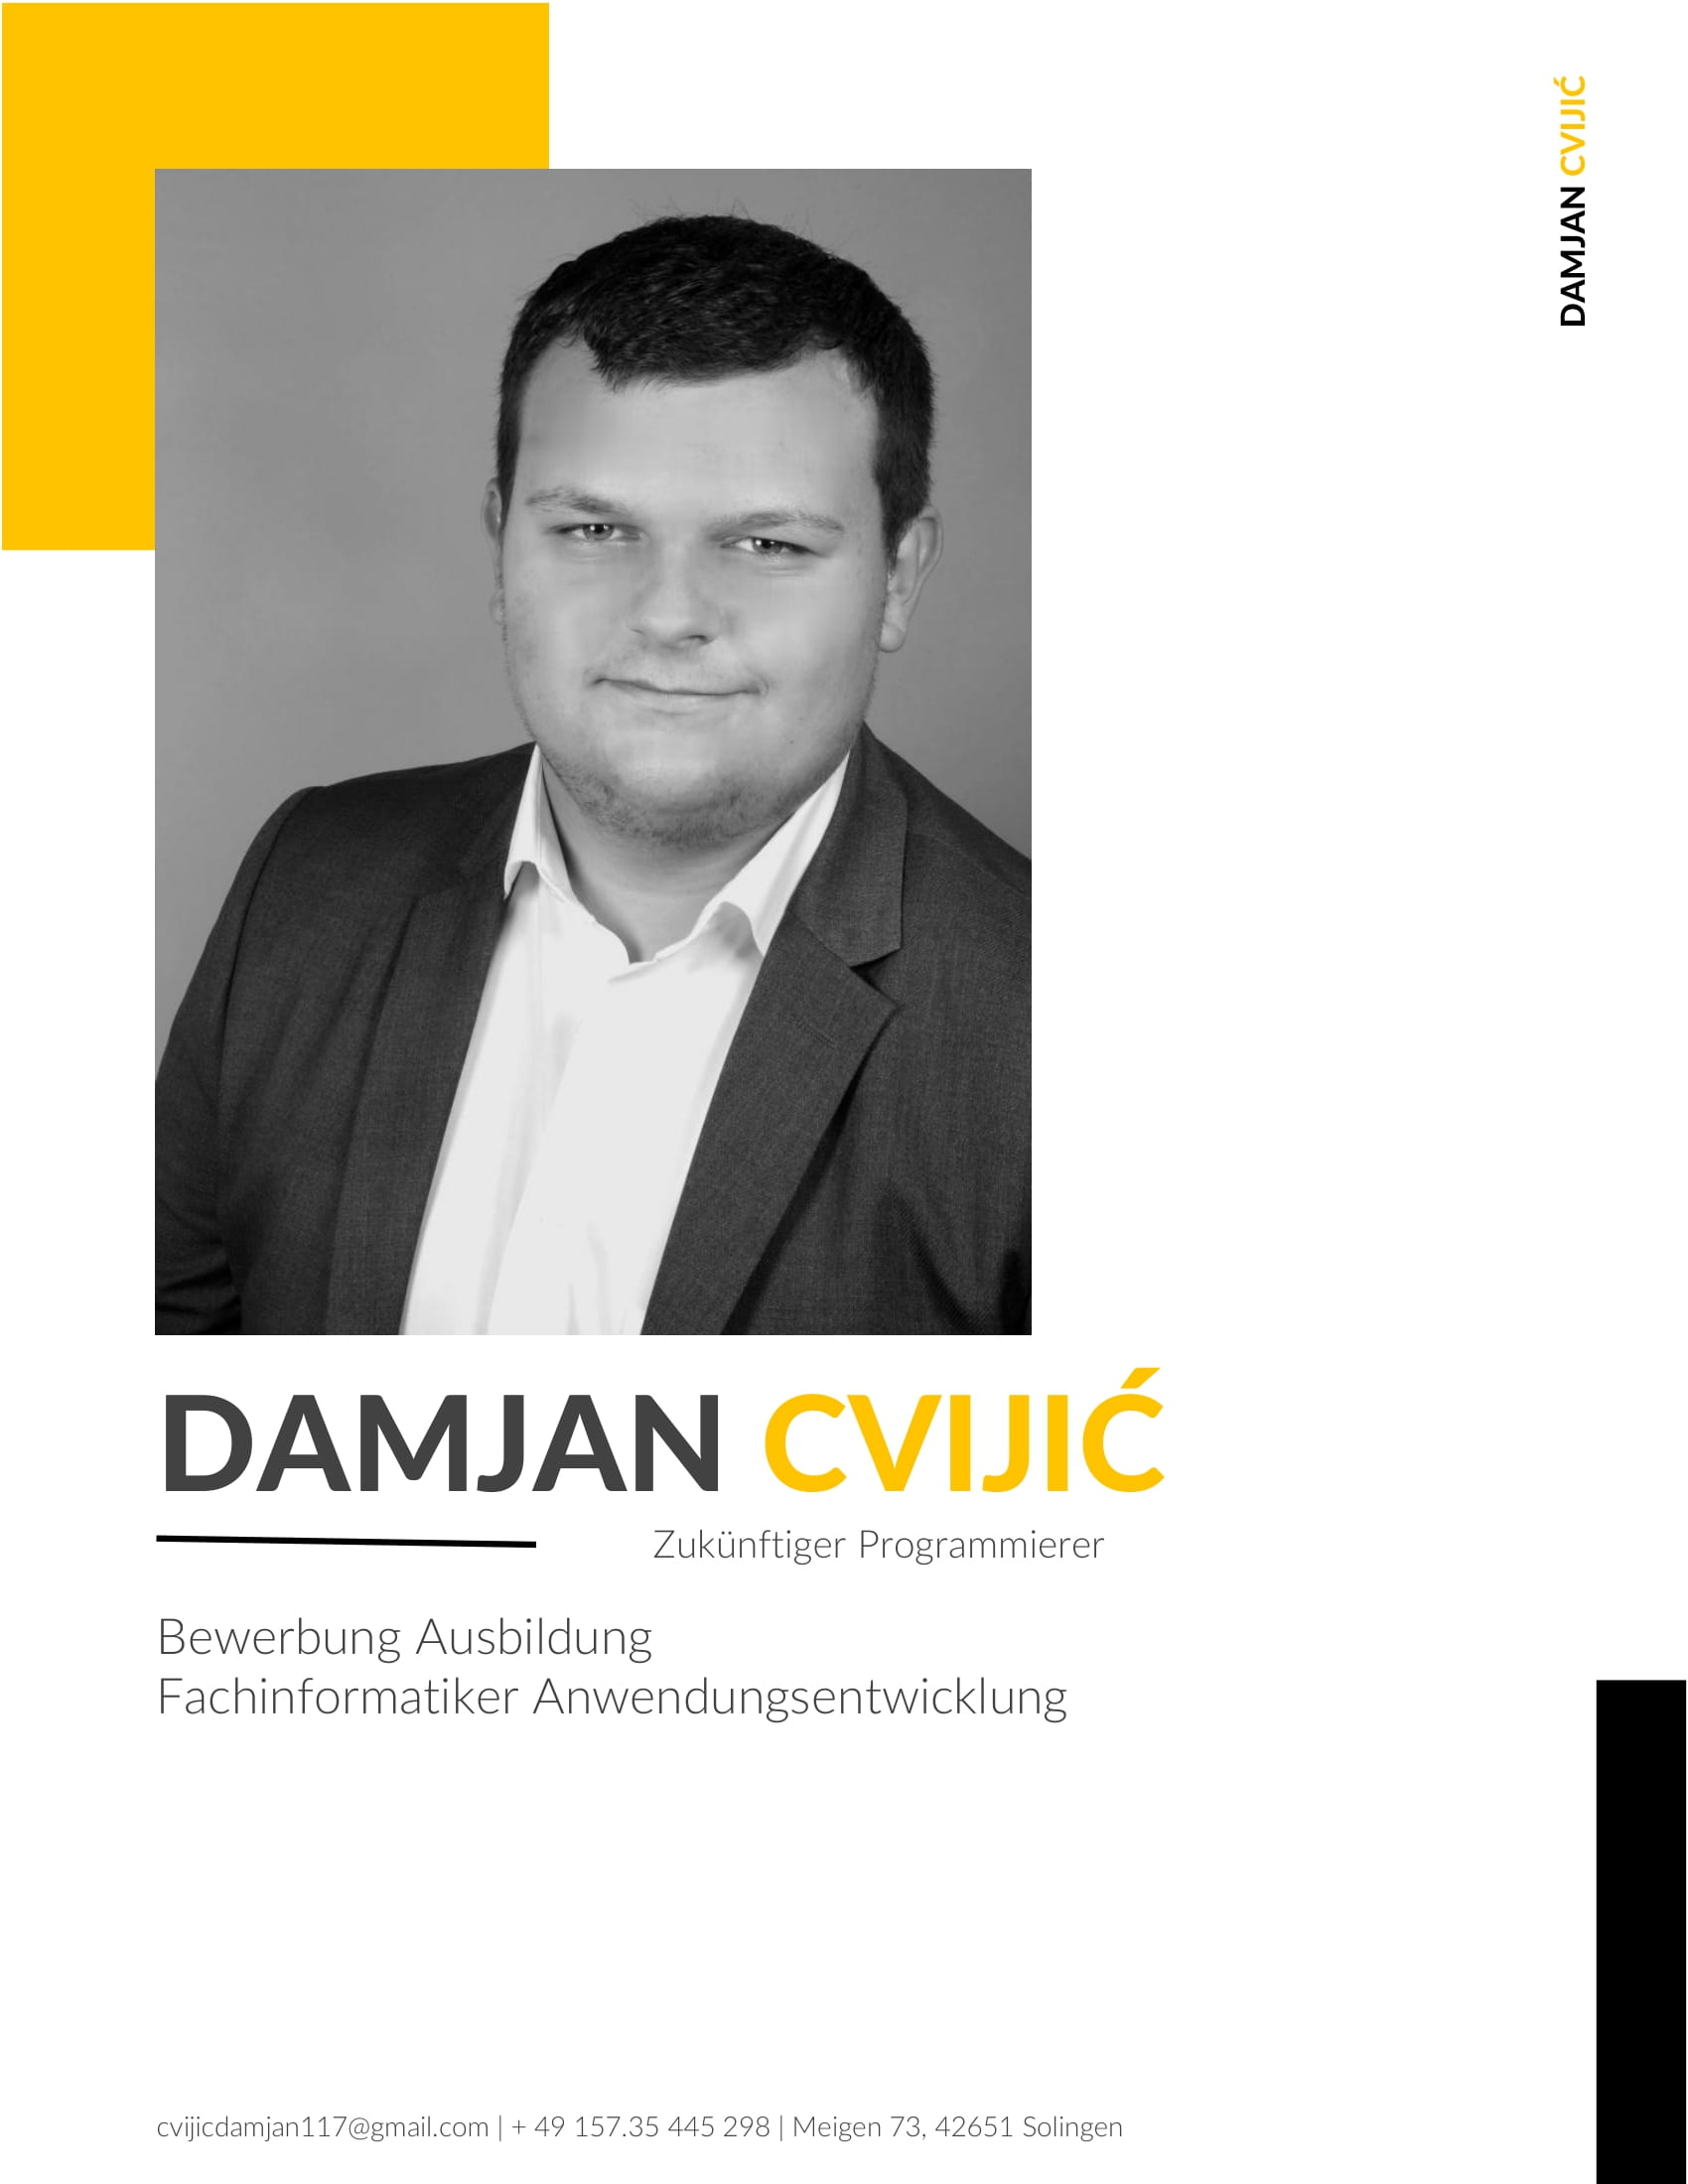 DAMJAN CVIJIĆ
DAMJAN CVIJIĆ
Zukünftiger Programmierer
Bewerbung Ausbildung
Fachinformatiker Anwendungsentwicklung
cvijicdamjan117@gmail.com | + 49 157.35 445 298 | Meigen 73, 42651 Solingen